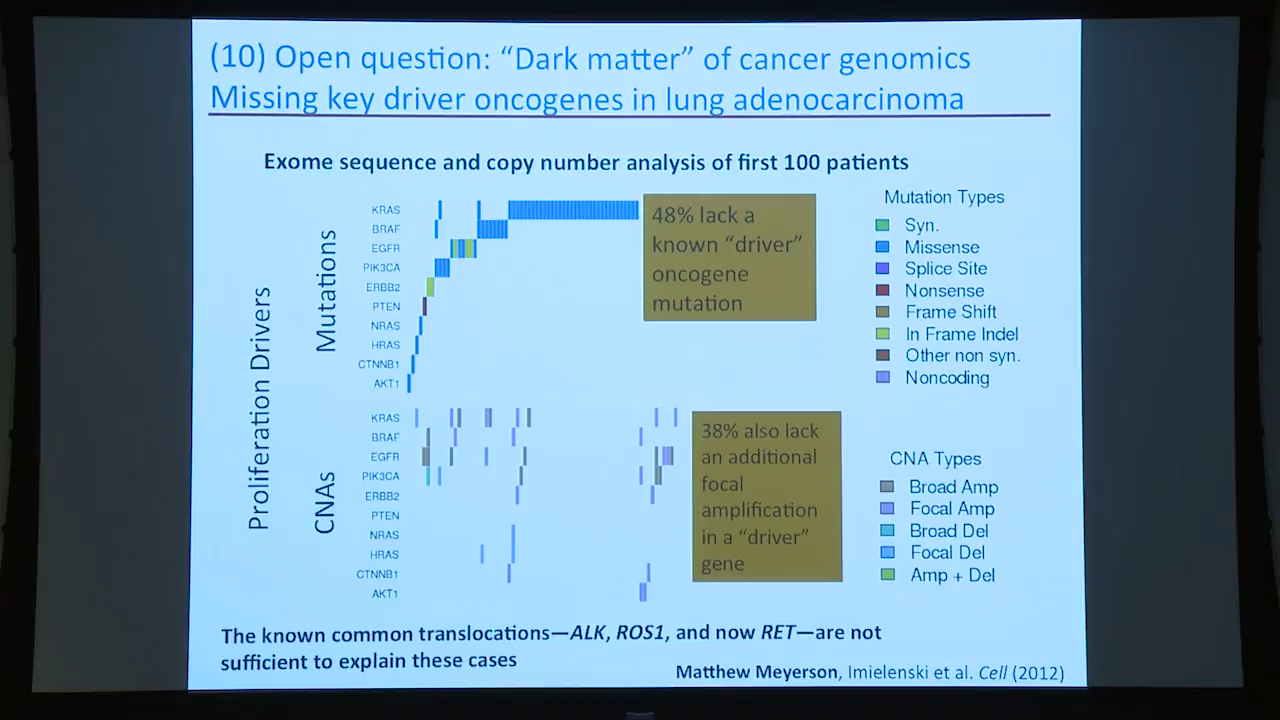 (10) Open question: “Dark matter” of cancer genomics
Missing key driver oncogenes in lung adenocarcinoma
Exome sequence and copy number analysis of first 100 patients
Proliferation Drivers
Mutations
KRAS
BRAF
EGFR
PIK3CA
ERBB2
PTEN
NRAS
HRAS
CTNNB1
AKT1
48% lack a
known “driver”
oncogene
mutation
Mutation Types
Syn.
Missense
Splice Site
Nonsense
Frame Shift
In Frame Indel
Other non syn.
Noncoding
CNAs
KRAS
BRAF
EGFR
PIK3CA
ERBB2
PTEN
NRAS
HRAS
CTNNB1
AKT1
38% also lack
an additional
focal
amplification
in a “driver”
gene
CNA Types
Broad Amp
Focal Amp
Broad Del
Focal Del
Amp + Del
The known common translocations—ALK, ROS1, and now RET—are not
sufficient to explain these cases
Matthew Meyerson, Imielenski et al. Cell (2012)